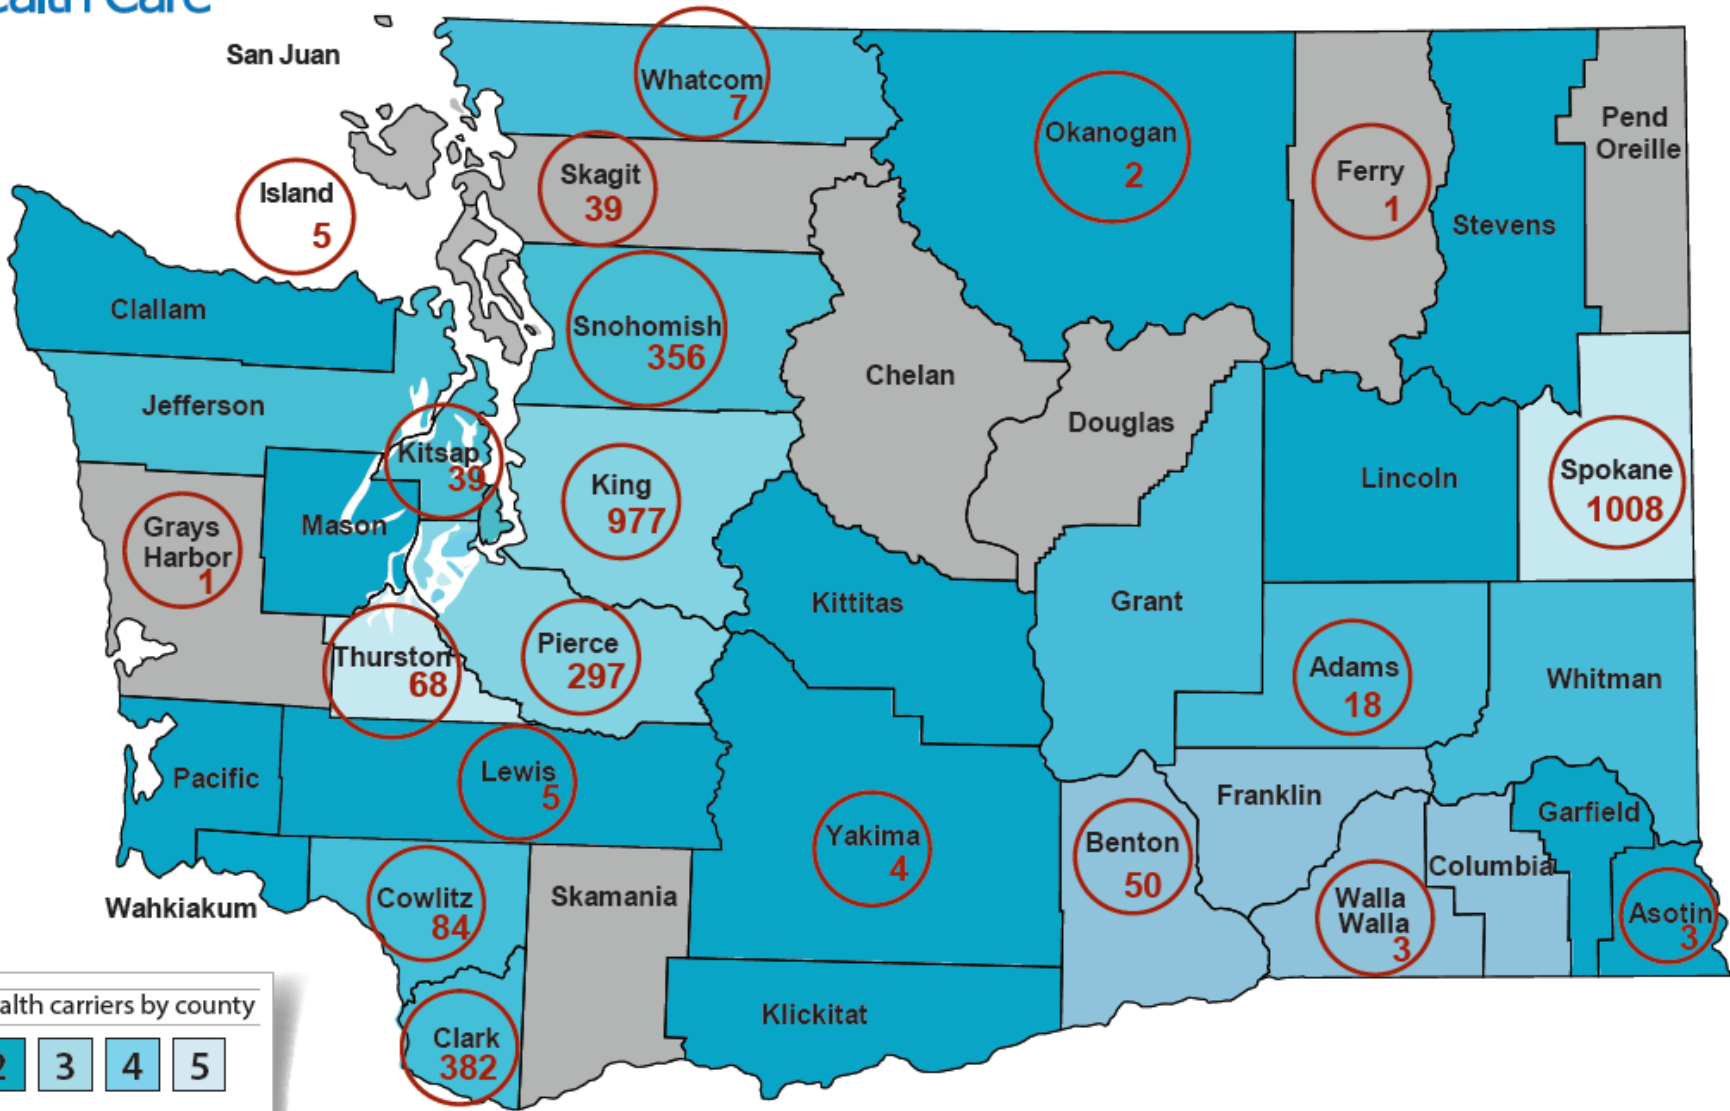 San Juan
Whatcom
7
Okanogan
2
Ferry
1
Pend
Oreille
Island
5
Skagit
39
Stevens
Clallam
Snohomish
356
Chelan
Jefferson
Douglas
Kitsap
39
King
977
Lincoln
Spokane
1008
Grays
Harbor
1
Mason
Kittitas
Grant
Thurston
68
Pierce
297
Adams
18
Whitman
Pacific
Lewis
5
Yakima
4
Benton
50
Franklin
Garfield
Columbia
Wahkiakum
Cowlitz
84
Skamania
Walla
Walla
3
Asotin
3
Klickitat
Clark
382
carriers by county
2 3 4 5